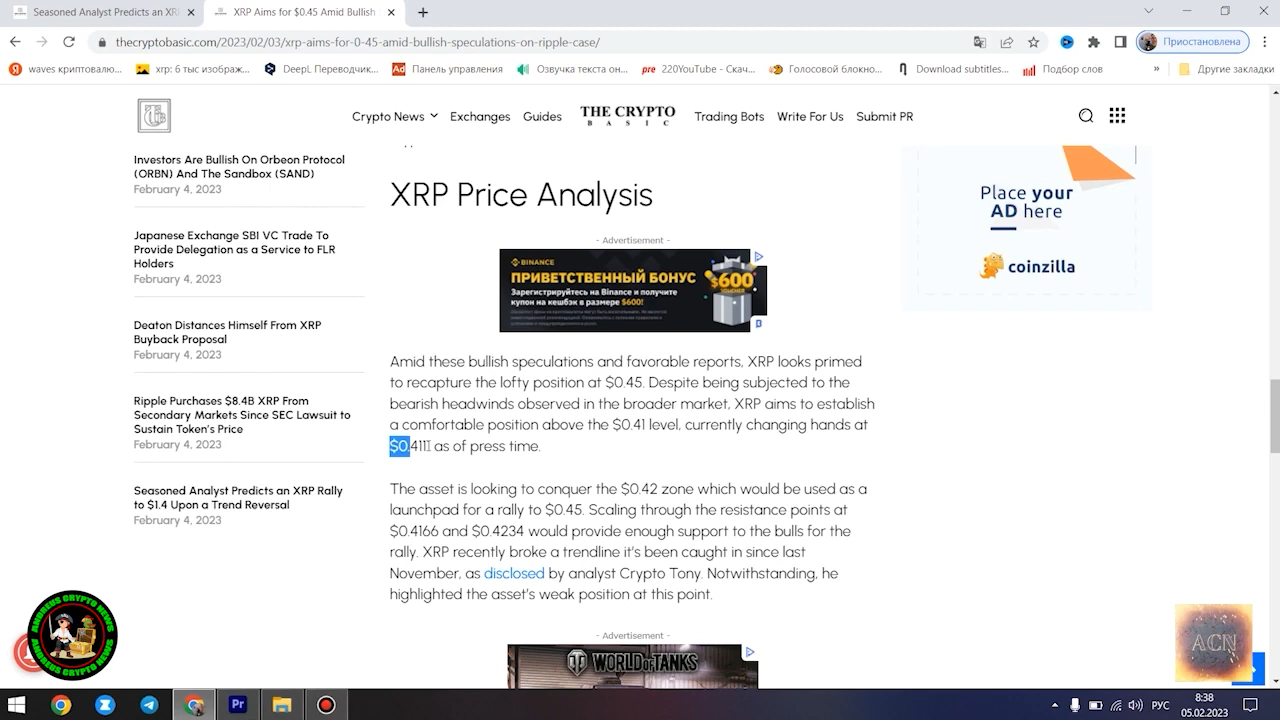 Seasoned Analyst Predicts an XR
XRP Aims for $0.45 Amid Bullish
thecryptobasic.com/2023/02/03/xrp-aims-for-0-45-amid-bullish-speculations-on-ripple-case/
Приостановлена
waves криптовалю...
xrp: 6 тыс изображ...
DeepL Переводчик...
Ad Панель управления
Озвучка текста он...
pre 220YouTube - Скач...
Голосовой блокно...
Download subtitles...
Подбор слов
»
Другие закладки
Crypto News
Exchanges
Guides
THE CRYPTO
BASIC
Trading Bots
Write For Us
Submit PR
Investors Are Bullish On Orbeon Protocol
(ORBN) And The Sandbox (SAND)
February 4, 2023
Japanese Exchange SBI VC Trade To
Provide Delegation as a Service to FLR
Holders
February 4, 2023
Deaton Distances Himself From XRP
Buyback Proposal
February 4, 2023
Ripple Purchases $8.4B XRP From
Secondary Markets Since SEC Lawsuit to
Sustain Token's Price
February 4, 2023
Seasoned Analyst Predicts an XRP Rally
to $1.4 Upon a Trend Reversal
February 4, 2023
XRP Price Analysis
- Advertisement -
BINANCE
ПРИВЕТСТВЕННЫЙ БОНУС
Зарегистрируйтесь на Binance и получите
купон на кешбэк в размере $600!
$600
VOUCHER
Amid these bullish speculations and favorable reports, XRP looks primed
to recapture the lofty position at $0.45. Despite being subjected to the
bearish headwinds observed in the broader market, XRP aims to establish
a comfortable position above the $0.41 level, currently changing hands at
$0.4111 as of press time.
The asset is looking to conquer the $0.42 zone which would be used as a
launchpad for a rally to $0.45. Scaling through the resistance points at
$0.4166 and $0.4234 would provide enough support to the bulls for the
rally. XRP recently broke a trendline it's been caught in since last
November, as disclosed by analyst Crypto Tony. Notwithstanding, he
highlighted the asset's weak position at this point.
- Advertisement -
WORLD OF TANKS
Place your
AD here
coinzilla
ANDREUS CRYPTO NEWS
ANDREUS CRYPTO NEWS
ACN
Pr
РУС
8:38
05.02.2023